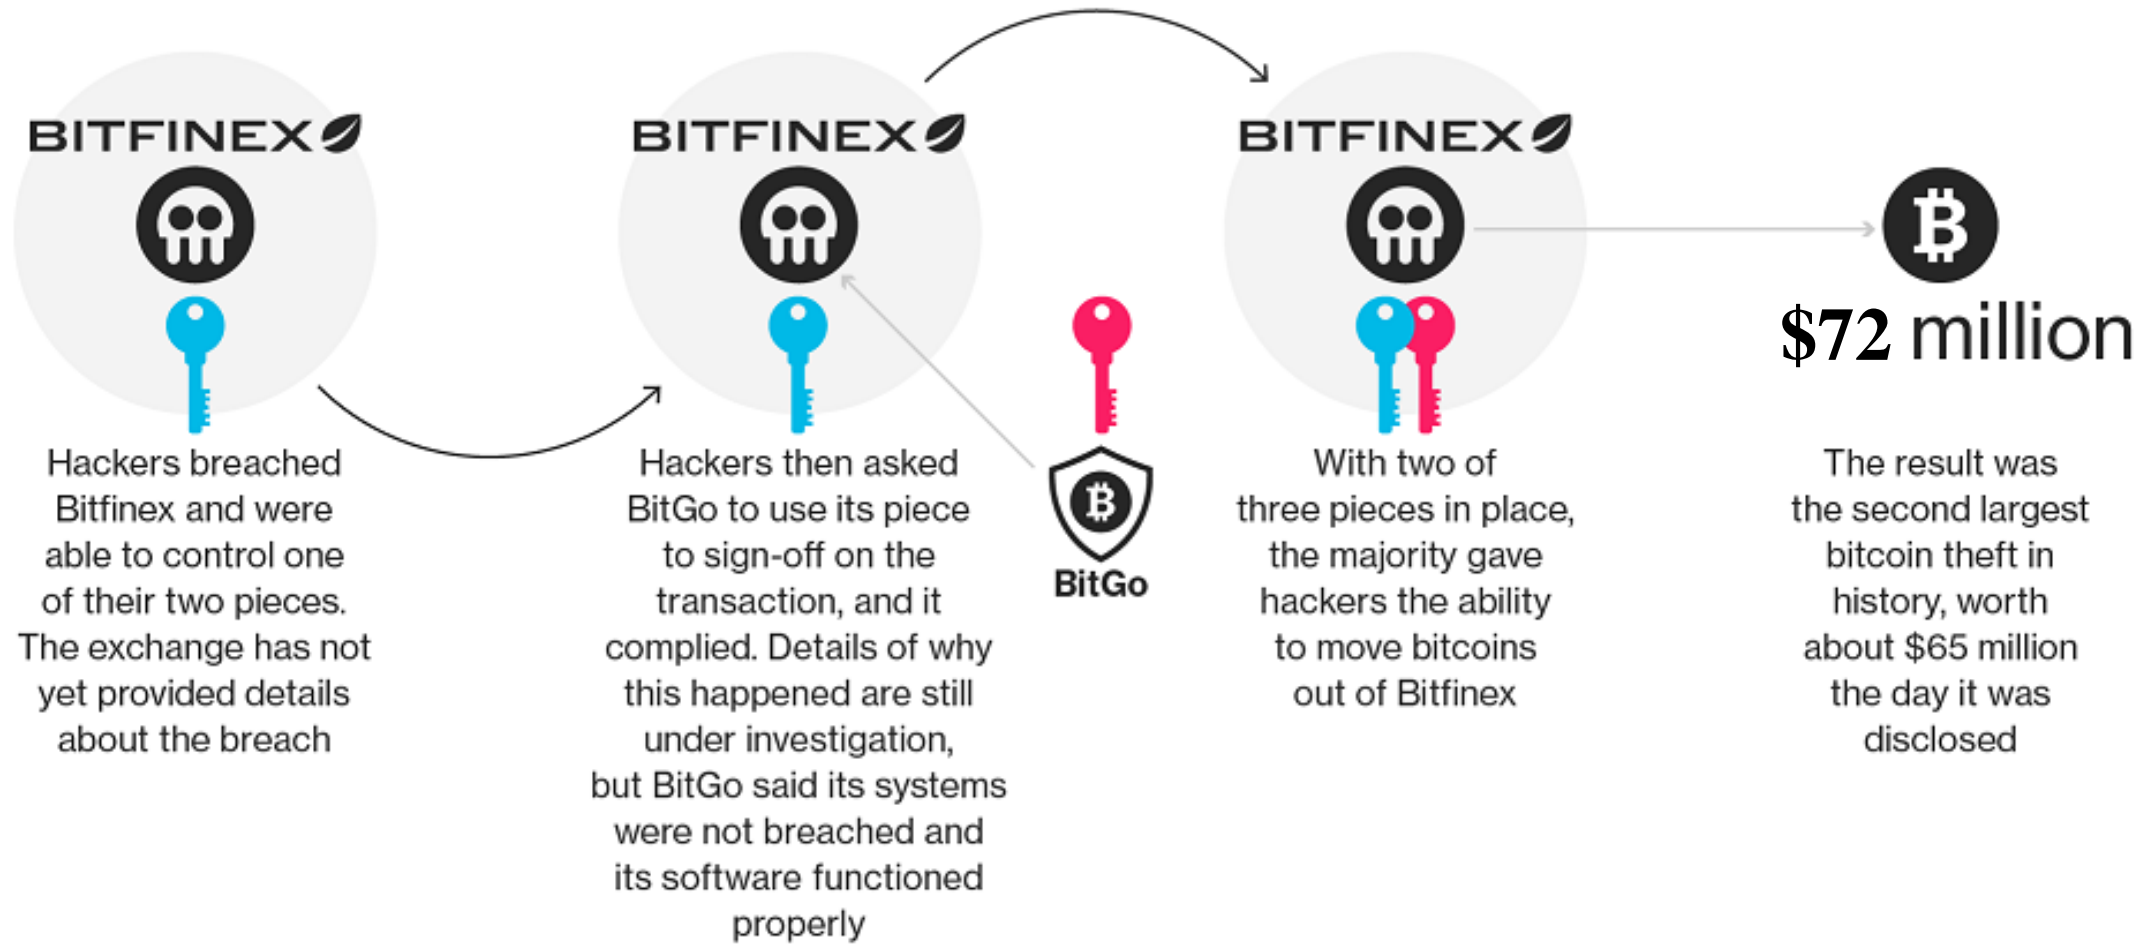 BITFINEX
Hackers breached
Bitfinex and were
able to control one
of their two pieces.
The exchange has not
yet provided details
about the breach
BITFINEX
Hackers then asked
BitGo to use its piece
to sign-off on the
transaction, and it
complied. Details of why
this happened are still
under investigation,
but BitGo said its systems
were not breached and
its software functioned
properly
BitGo
BITFINEX
With two of
three pieces in place,
the majority gave
hackers the ability
to move bitcoins
out of Bitfinex
$72 million
The result was
the second largest
bitcoin theft in
history, worth
about $65 million
the day it was
disclosed